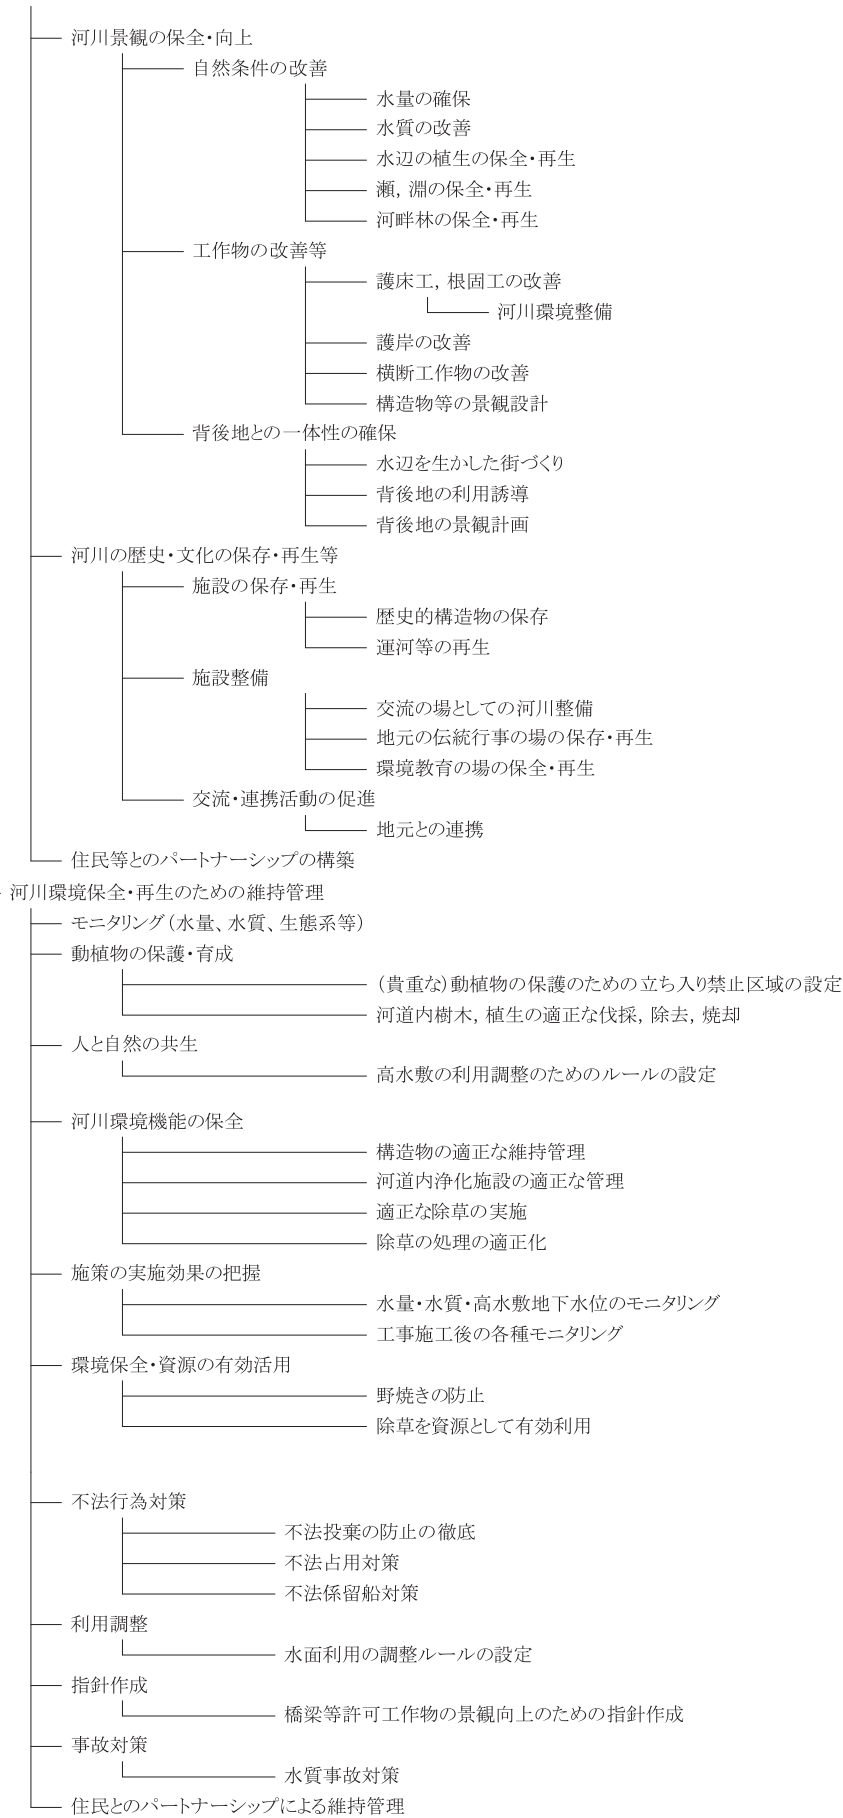 河川景観の保全・向上
自然条件の改善
水量の確保
水質の改善
水辺の植生の保全・再生
瀬, 淵の保全・再生
河畔林の保全・再生
工作物の改善等
護床工, 根固工の改善
河川環境整備
護岸の改善
横断工作物の改善
構造物等の景観設計
背後地との一体性の確保
水辺を生かした街づくり
背後地の利用誘導
背後地の景観計画
河川の歴史・文化の保存・再生等
施設の保存・再生
歴史的構造物の保存
運河等の再生
施設整備
交流の場としての河川整備
地元の伝統行事の場の保存・再生
環境教育の場の保全・再生
交流・連携活動の促進
地元との連携
住民等とのパートナーシップの構築
河川環境保全・再生のための維持管理
モニタリング（水量、水質、生態系等）
動植物の保護・育成
（貴重な）動植物の保護のための立ち入り禁止区域の設定
河道内樹木, 植生の適正な伐採, 除去, 焼却
人と自然の共生
高水敷の利用調整のためのルールの設定
河川環境機能の保全
構造物の適正な維持管理
河道内浄化施設の適正な管理
適正な除草の実施
除草の処理の適正化
施策の実施効果の把握
水量・水質・高水敷地下水位のモニタリング
工事施工後の各種モニタリング
環境保全・資源の有効活用
野焼きの防止
除草を資源として有効利用
不法行為対策
不法投棄の防止の徹底
不法占用対策
不法係留船対策
利用調整
水面利用の調整ルールの設定
指針作成
橋梁等許可工作物の景観向上のための指針作成
事故対策
水質事故対策
住民とのパートナーシップによる維持管理